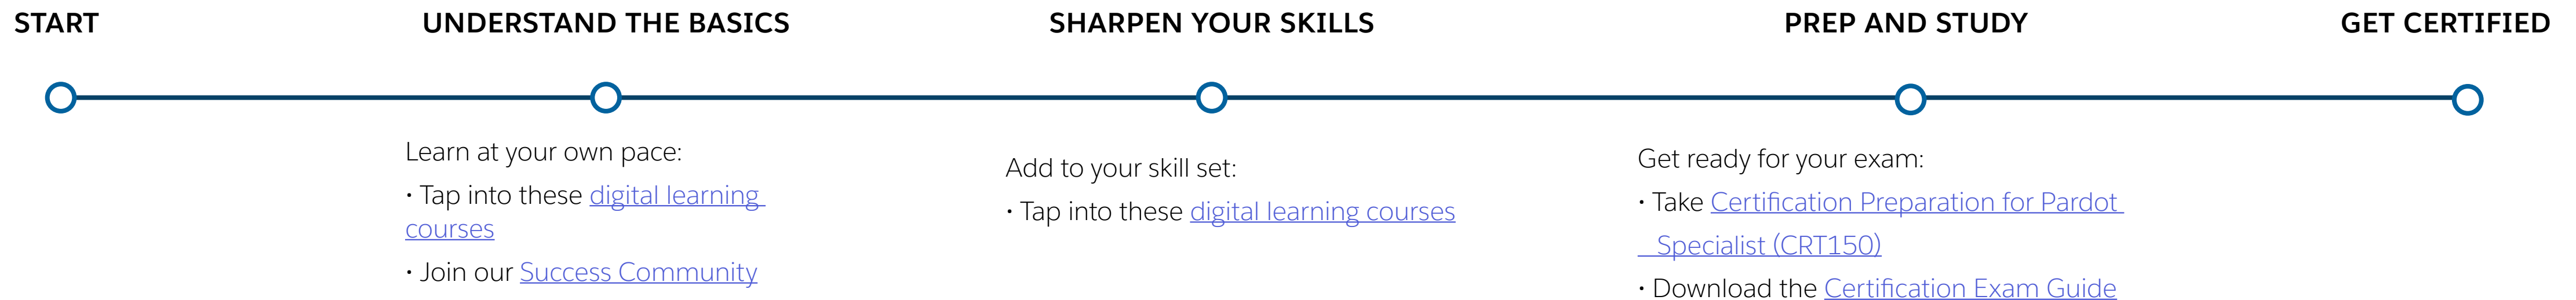 START
UNDERSTAND THE BASICS
SHARPEN YOUR SKILLS
PREP AND STUDY
GET CERTIFIED
Learn at your own pace:
· Tap into these digital learning
courses
· Join our Success Community
Add to your skill set:
· Tap into these digital learning courses
Get ready for your exam:
· Take Certification Preparation for Pardot
Specialist (CRT150)
· Download the Certification Exam Guide